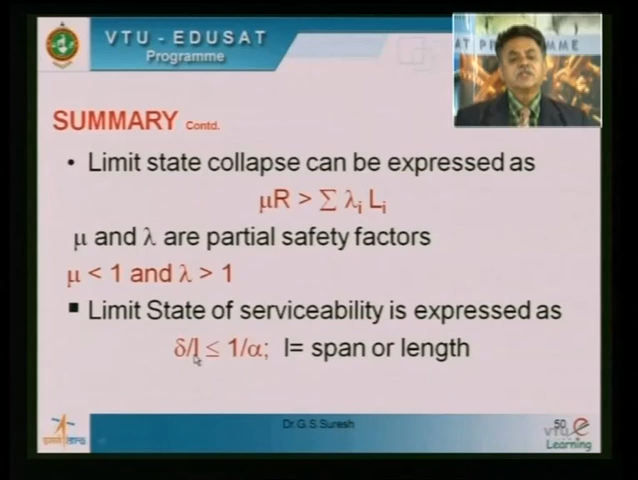 VTU - EDUSAT
Programme
AT PROGRAMME
SUMMARY Contd.
• Limit state collapse can be expressed as
μR > ∑ λi Li
μ and λ are partial safety factors
μ < 1 and λ > 1
▪ Limit State of serviceability is expressed as
δ/l ≤ 1/α; l= span or length
Dr.G.S.Suresh
50
vtu e
Learning